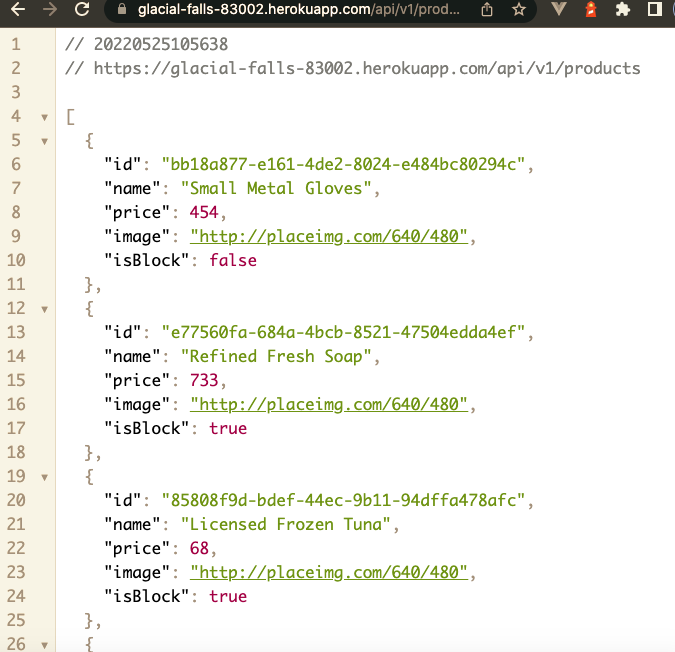 glacial-falls-83002.herokuapp.com/api/v1/prod...
1 // 20220525105638
2 // https://glacial-falls-83002.herokuapp.com/api/v1/products
3
4 [
5 {
6 "id": "bb18a877-e161-4de2-8024-e484bc80294c",
7 "name": "Small Metal Gloves",
8 "price": 454,
9 "image": "http://placeimg.com/640/480",
10 "isBlock": false
11 },
12 {
13 "id": "e77560fa-684a-4bcb-8521-47504edda4ef",
14 "name": "Refined Fresh Soap",
15 "price": 733,
16 "image": "http://placeimg.com/640/480",
17 "isBlock": true
18 },
19 {
20 "id": "85808f9d-bdef-44ec-9b11-94dffa478afc",
21 "name": "Licensed Frozen Tuna",
22 "price": 68,
23 "image": "http://placeimg.com/640/480",
24 "isBlock": true
25 },
26 {